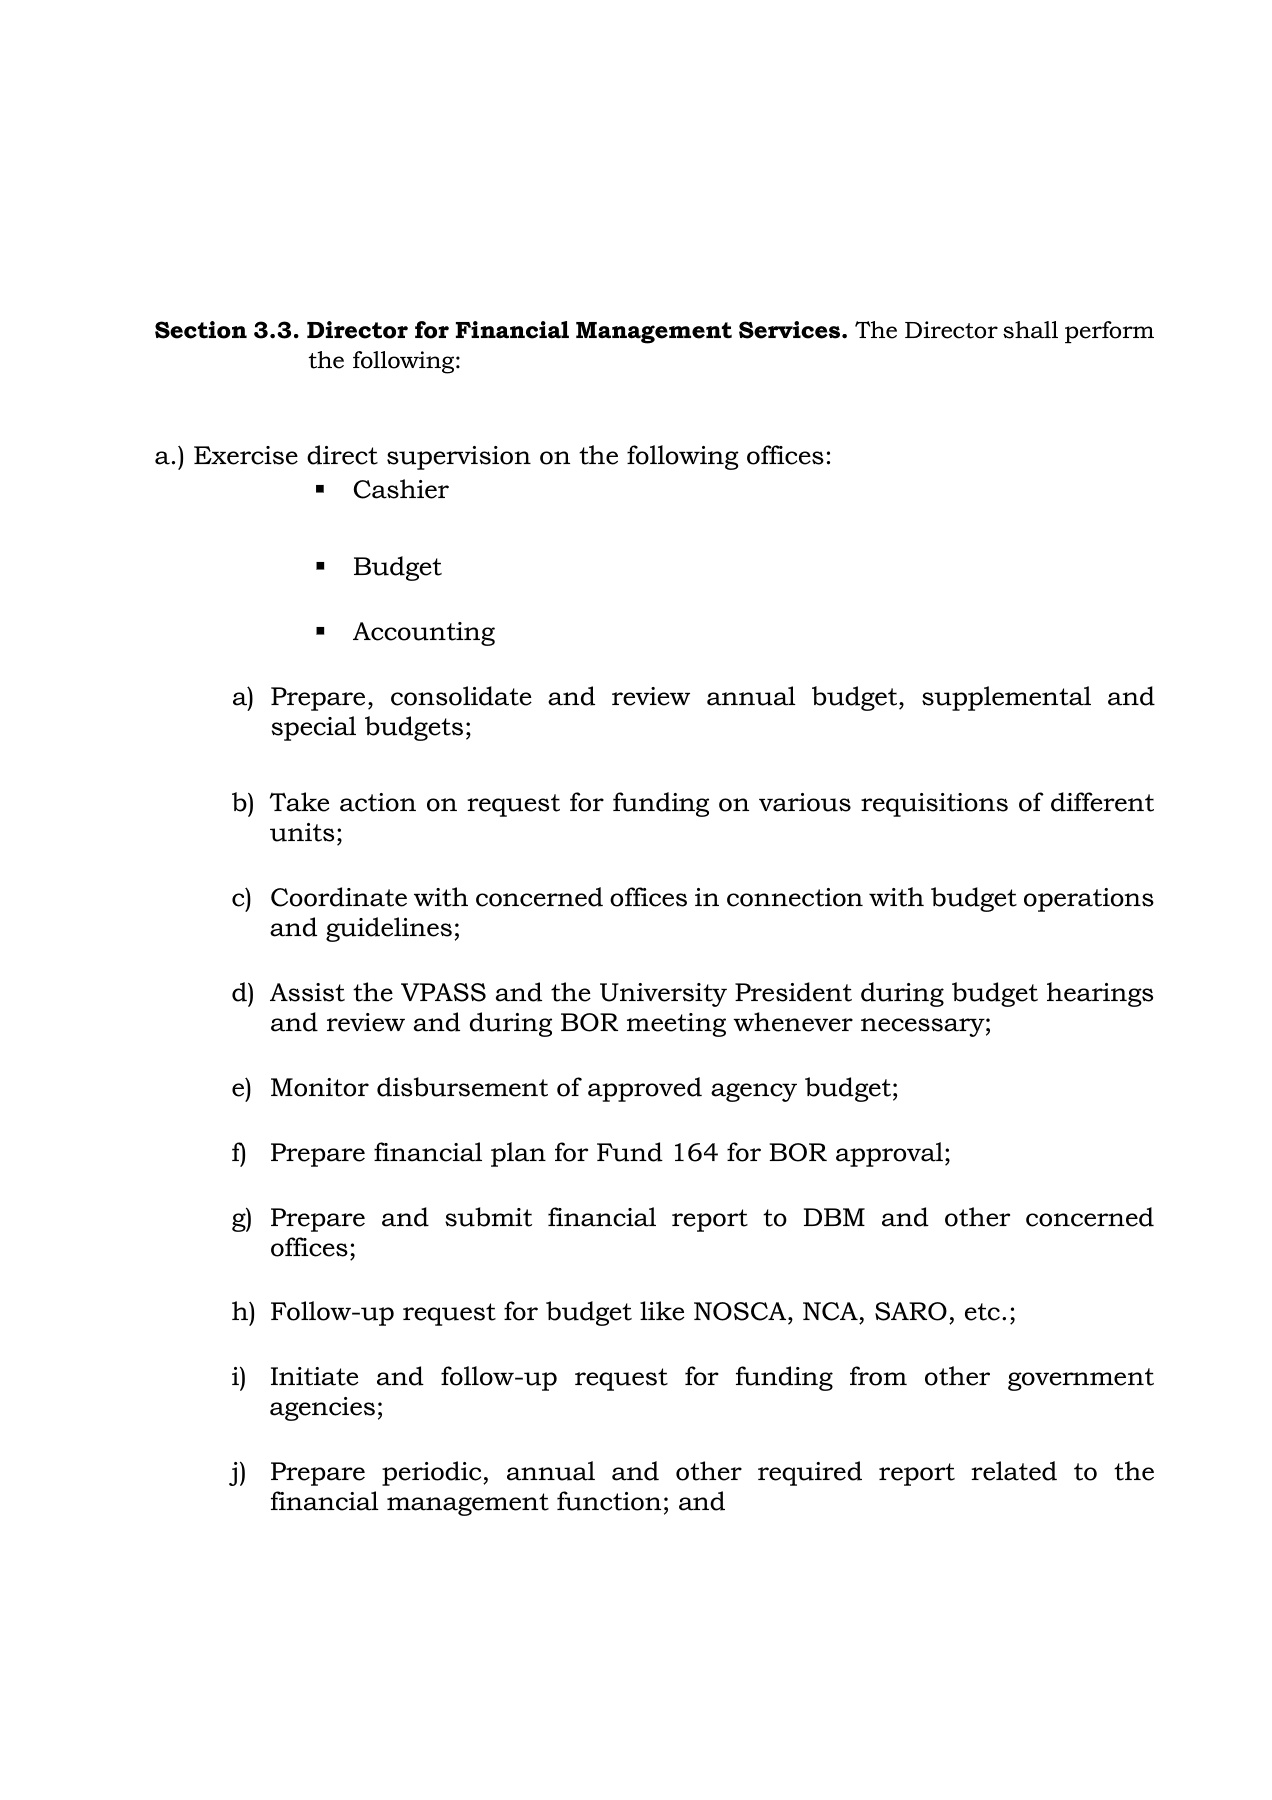 Section 3.3. Director for Financial Management Services. The Director shall perform
the following:
a.) Exercise direct supervision on the following offices:
▪ Cashier
▪ Budget
▪ Accounting
a) Prepare, consolidate and review annual budget, supplemental and
special budgets;
b) Take action on request for funding on various requisitions of different
units;
c) Coordinate with concerned offices in connection with budget operations
and guidelines;
d) Assist the VPASS and the University President during budget hearings
and review and during BOR meeting whenever necessary;
e) Monitor disbursement of approved agency budget;
f) Prepare financial plan for Fund 164 for BOR approval;
g) Prepare and submit financial report to DBM and other concerned
offices;
h) Follow-up request for budget like NOSCA, NCA, SARO, etc.;
i) Initiate and follow-up request for funding from other government
agencies;
j) Prepare periodic, annual and other required report related to the
financial management function; and